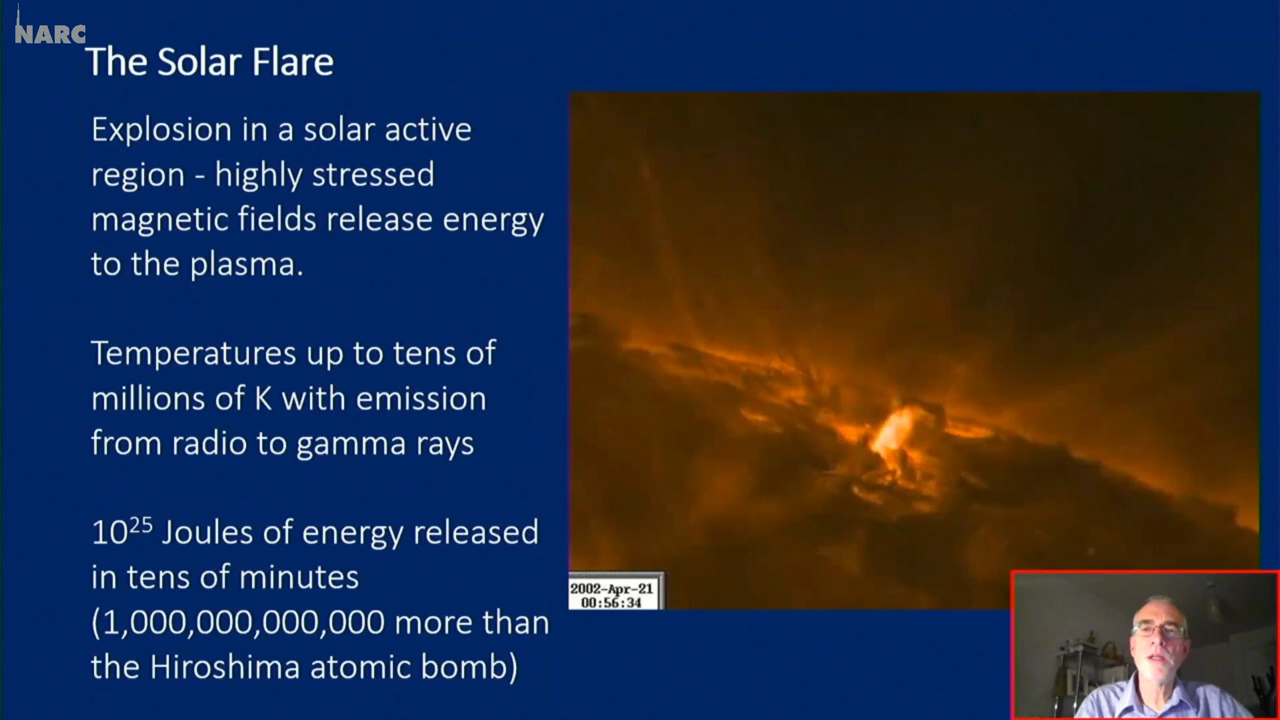 NARC
The Solar Flare
Explosion in a solar active
region - highly stressed
magnetic fields release energy
to the plasma.
Temperatures up to tens of
millions of K with emission
from radio to gamma rays
10²⁵ Joules of energy released
in tens of minutes
(1,000,000,000,000 more than
the Hiroshima atomic bomb)
2002-Apr-21
00:56:34